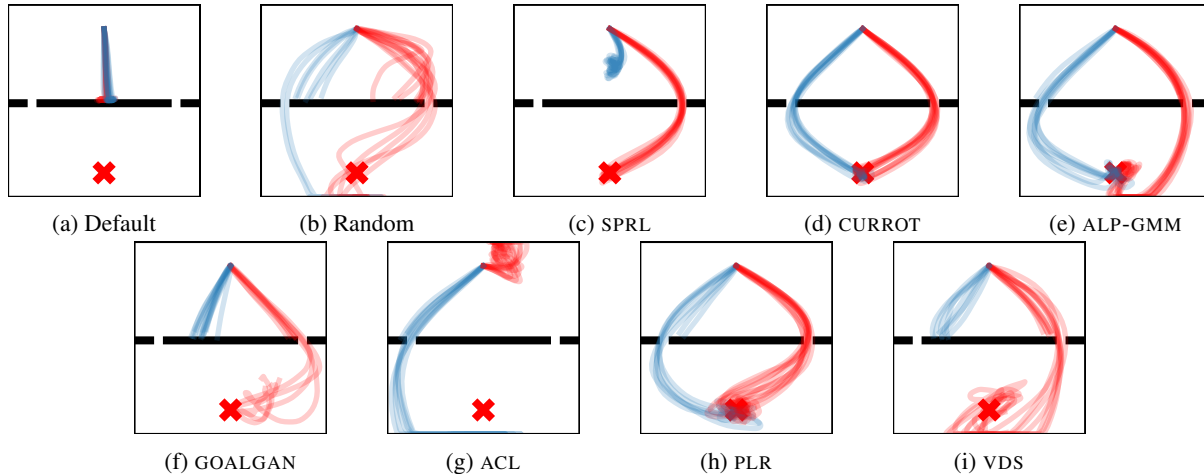 (a) Default (b) Random (c) SPRL (d) CURROT (e) ALP-GMM
(f) GOALGAN (g) ACL (h) PLR (i) VDS